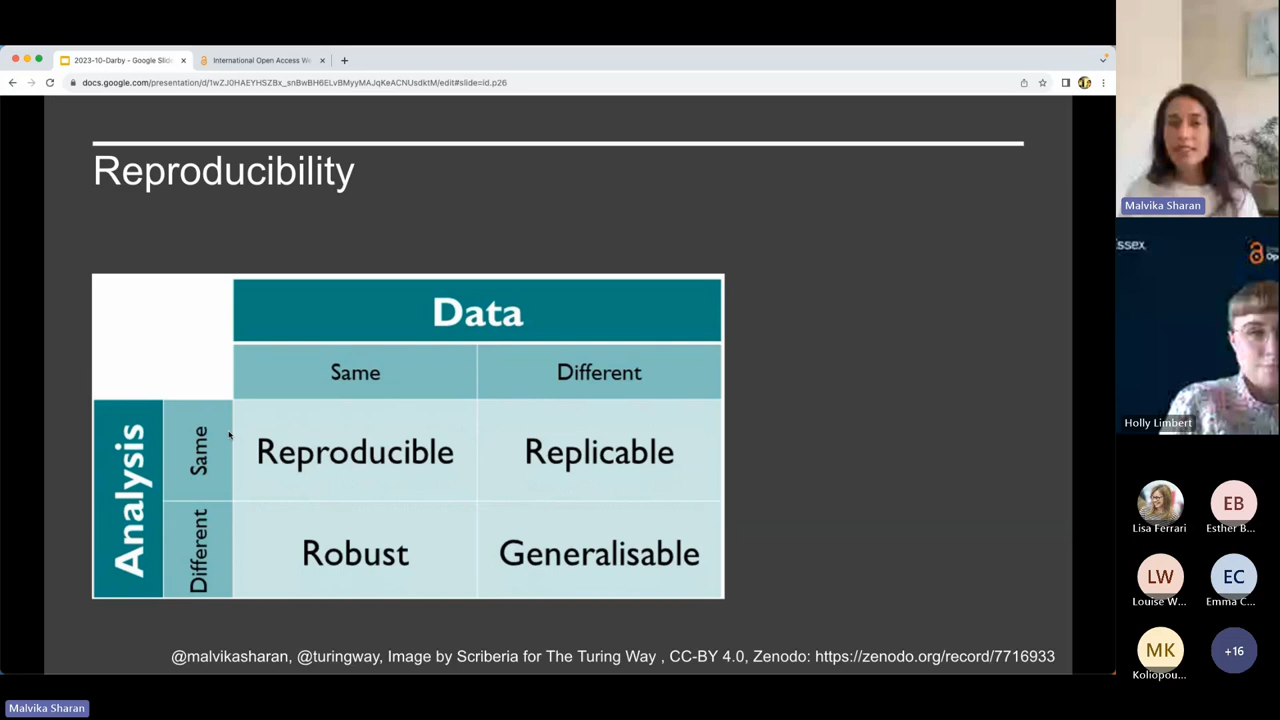 2023-10-Darby - Google Slid
International Open Access We
docs.google.com/presentation/d/1wZJ0HAEYHSZBx_snBwBH6ELvBMyyMAJqKeACNUsdktM/edit#slide=id.p26
Reproducibility
Data
Same
Different
Analysis
Same
Reproducible
Replicable
Different
Robust
Generalisable
@malvikasharan, @turingway, Image by Scriberia for The Turing Way , CC-BY 4.0, Zenodo: https://zenodo.org/record/7716933
Malvika Sharan
ssex
Op
Holly Limbert
Lisa Ferrari
EB
Esther B...
LW
Louise W...
EC
Emma C...
MK
Koliopou...
+16
Malvika Sharan